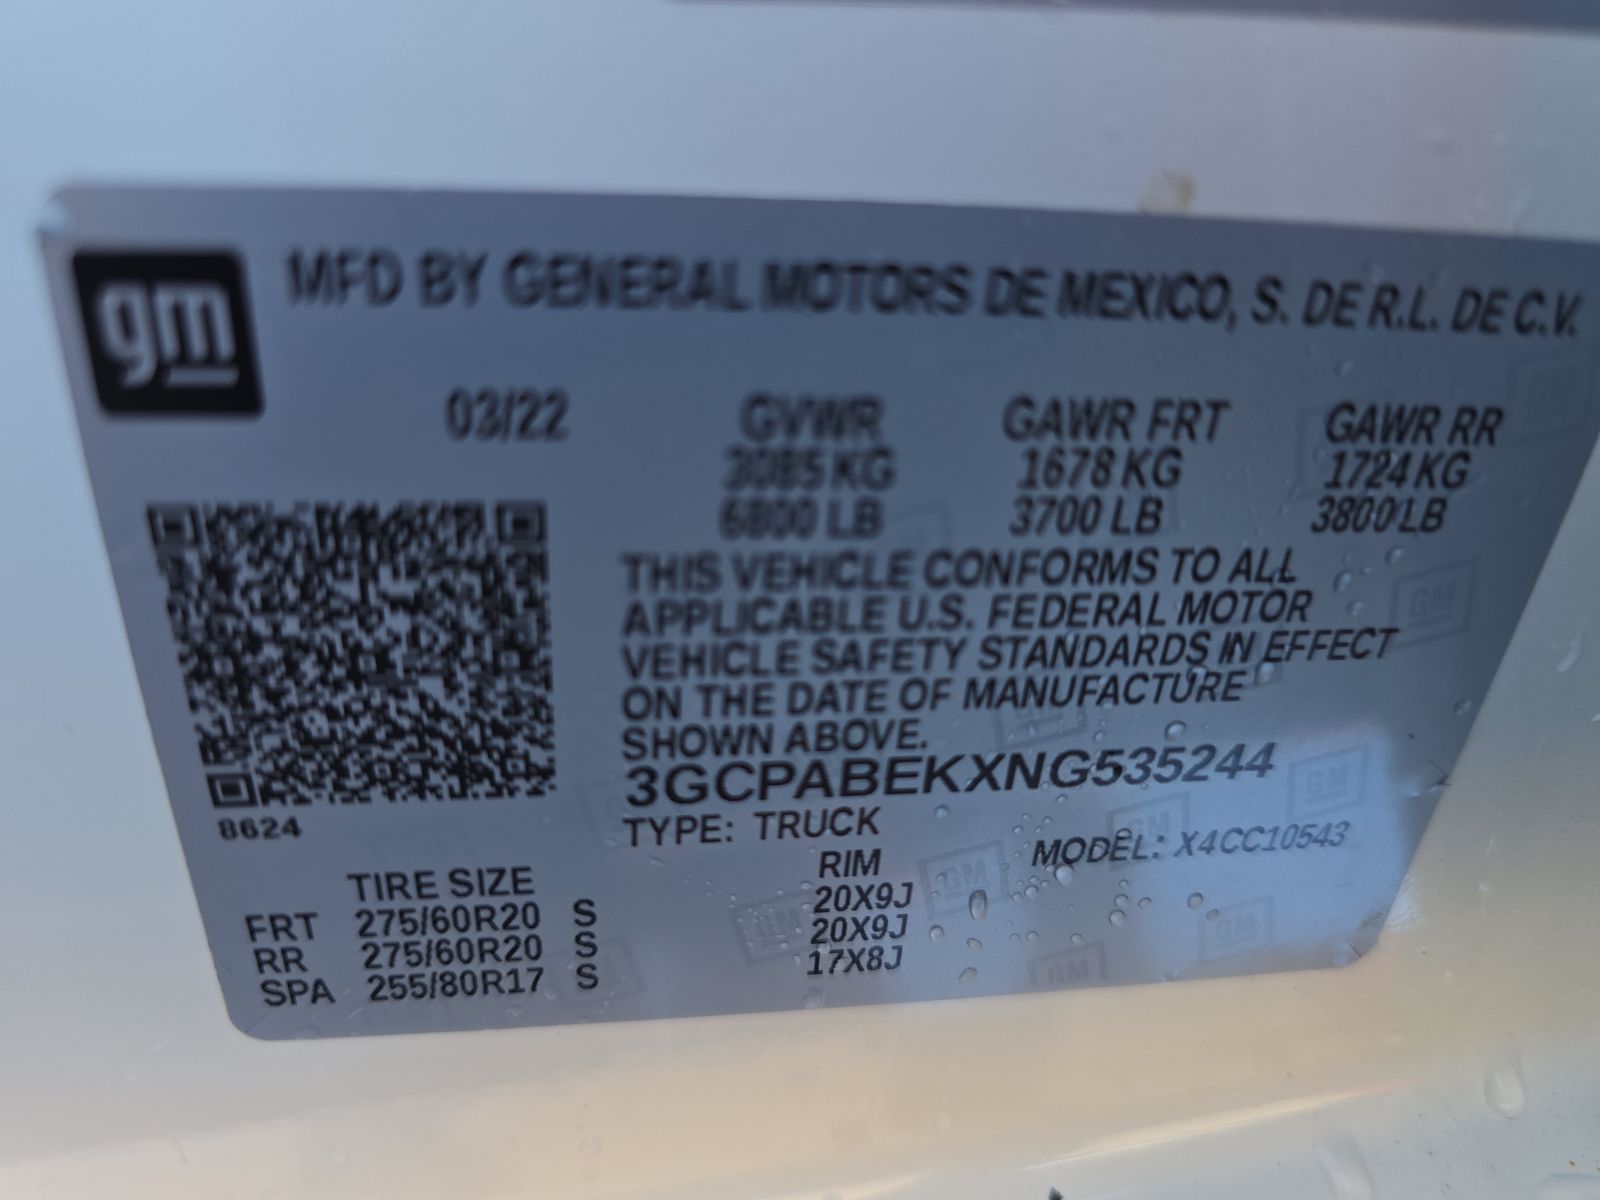 gm
MFD BY GENERAL MOTORS DE MEXICO, S. DE R.L. DE C.V.
03/22 GVWR GAWR FRT GAWR RR
3085 KG 1678 KG 1724 KG
6800 LB 3700 LB 3800 LB
THIS VEHICLE CONFORMS TO ALL
APPLICABLE U.S. FEDERAL MOTOR
VEHICLE SAFETY STANDARDS IN EFFECT
ON THE DATE OF MANUFACTURE
SHOWN ABOVE.
3GCPABEKXNG535244
8624
TYPE: TRUCK MODEL: X4CC10543
TIRE SIZE RIM
FRT 275/60R20 S 20X9J
RR 275/60R20 S 20X9J
SPA 255/80R17 S 17X8J